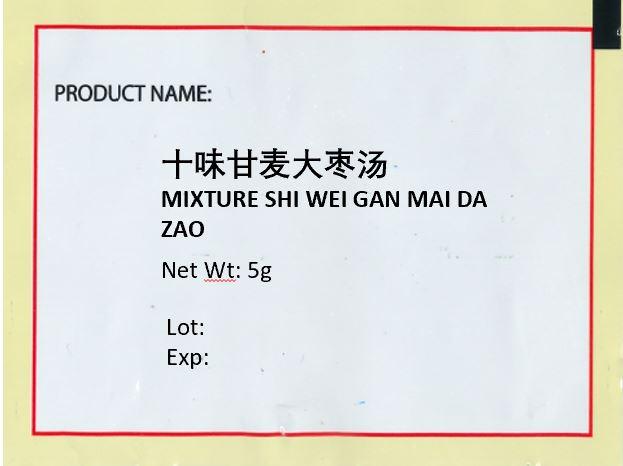 PRODUCT NAME:
十味甘麦大枣汤
MIXTURE SHI WEI GAN MAI DA
ZAO
Net Wt: 5g
Lot:
Exp: